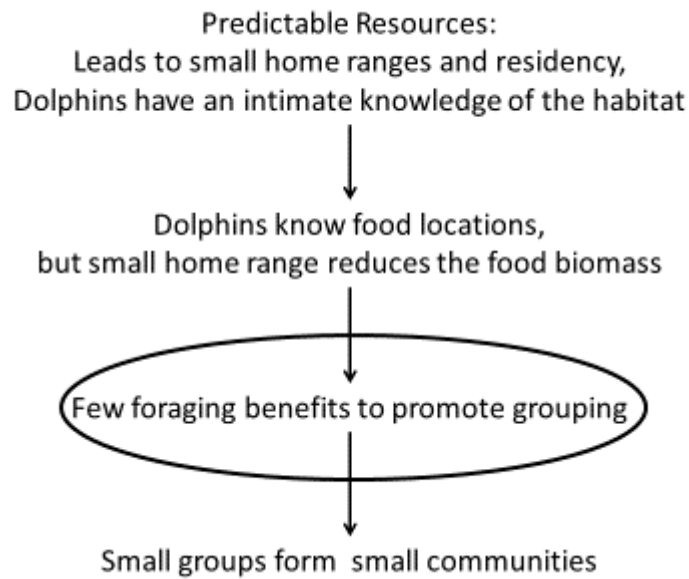 Predictable Resources:
Leads to small home ranges and residency,
Dolphins have an intimate knowledge of the habitat
Dolphins know food locations,
but small home range reduces the food biomass
Few foraging benefits to promote grouping
Small groups form small communities